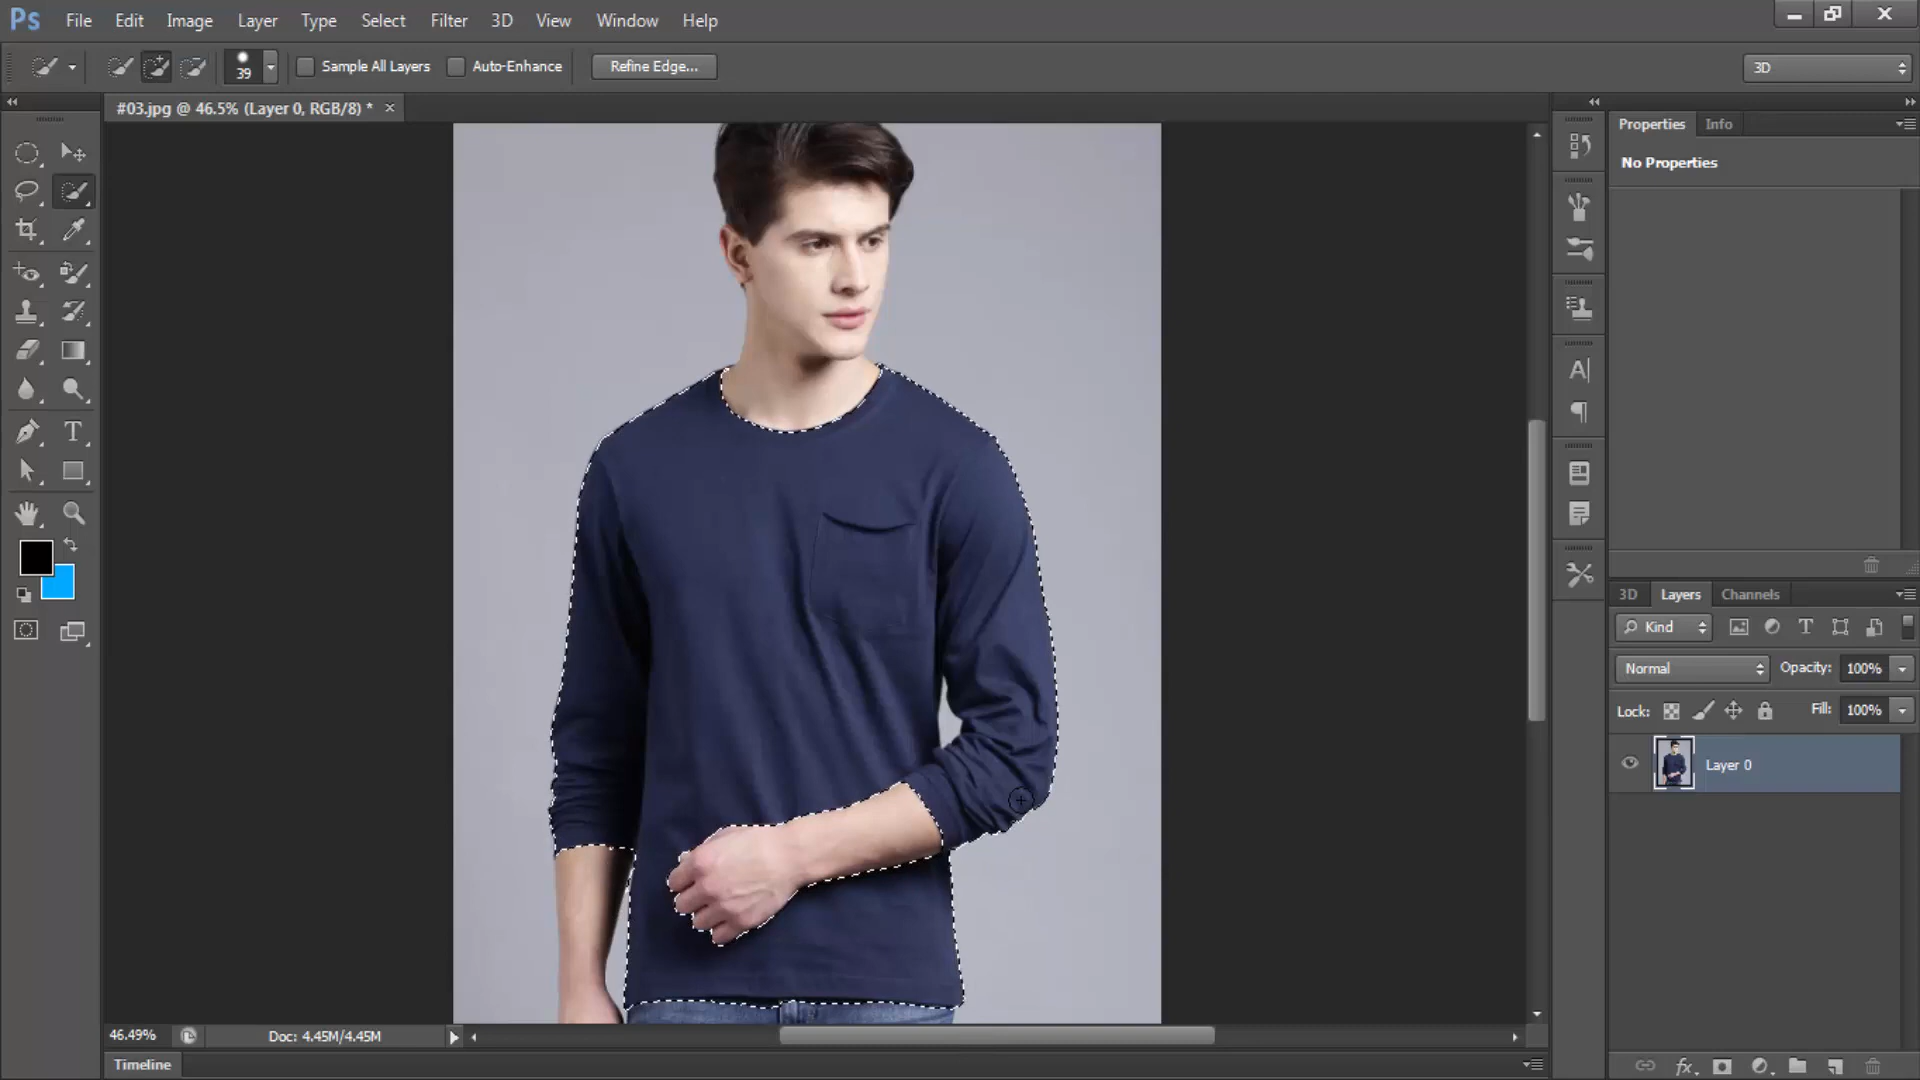 Ps File Edit Image Layer Type Select Filter 3D View Window Help
39 Sample All Layers Auto-Enhance Refine Edge... 3D
#03.jpg @ 46.5% (Layer 0, RGB/8) *
Properties Info
No Properties
3D Layers Channels
Kind
Normal Opacity: 100%
Lock: Fill: 100%
Layer 0
46.49% Doc: 4.45M/4.45M
Timeline